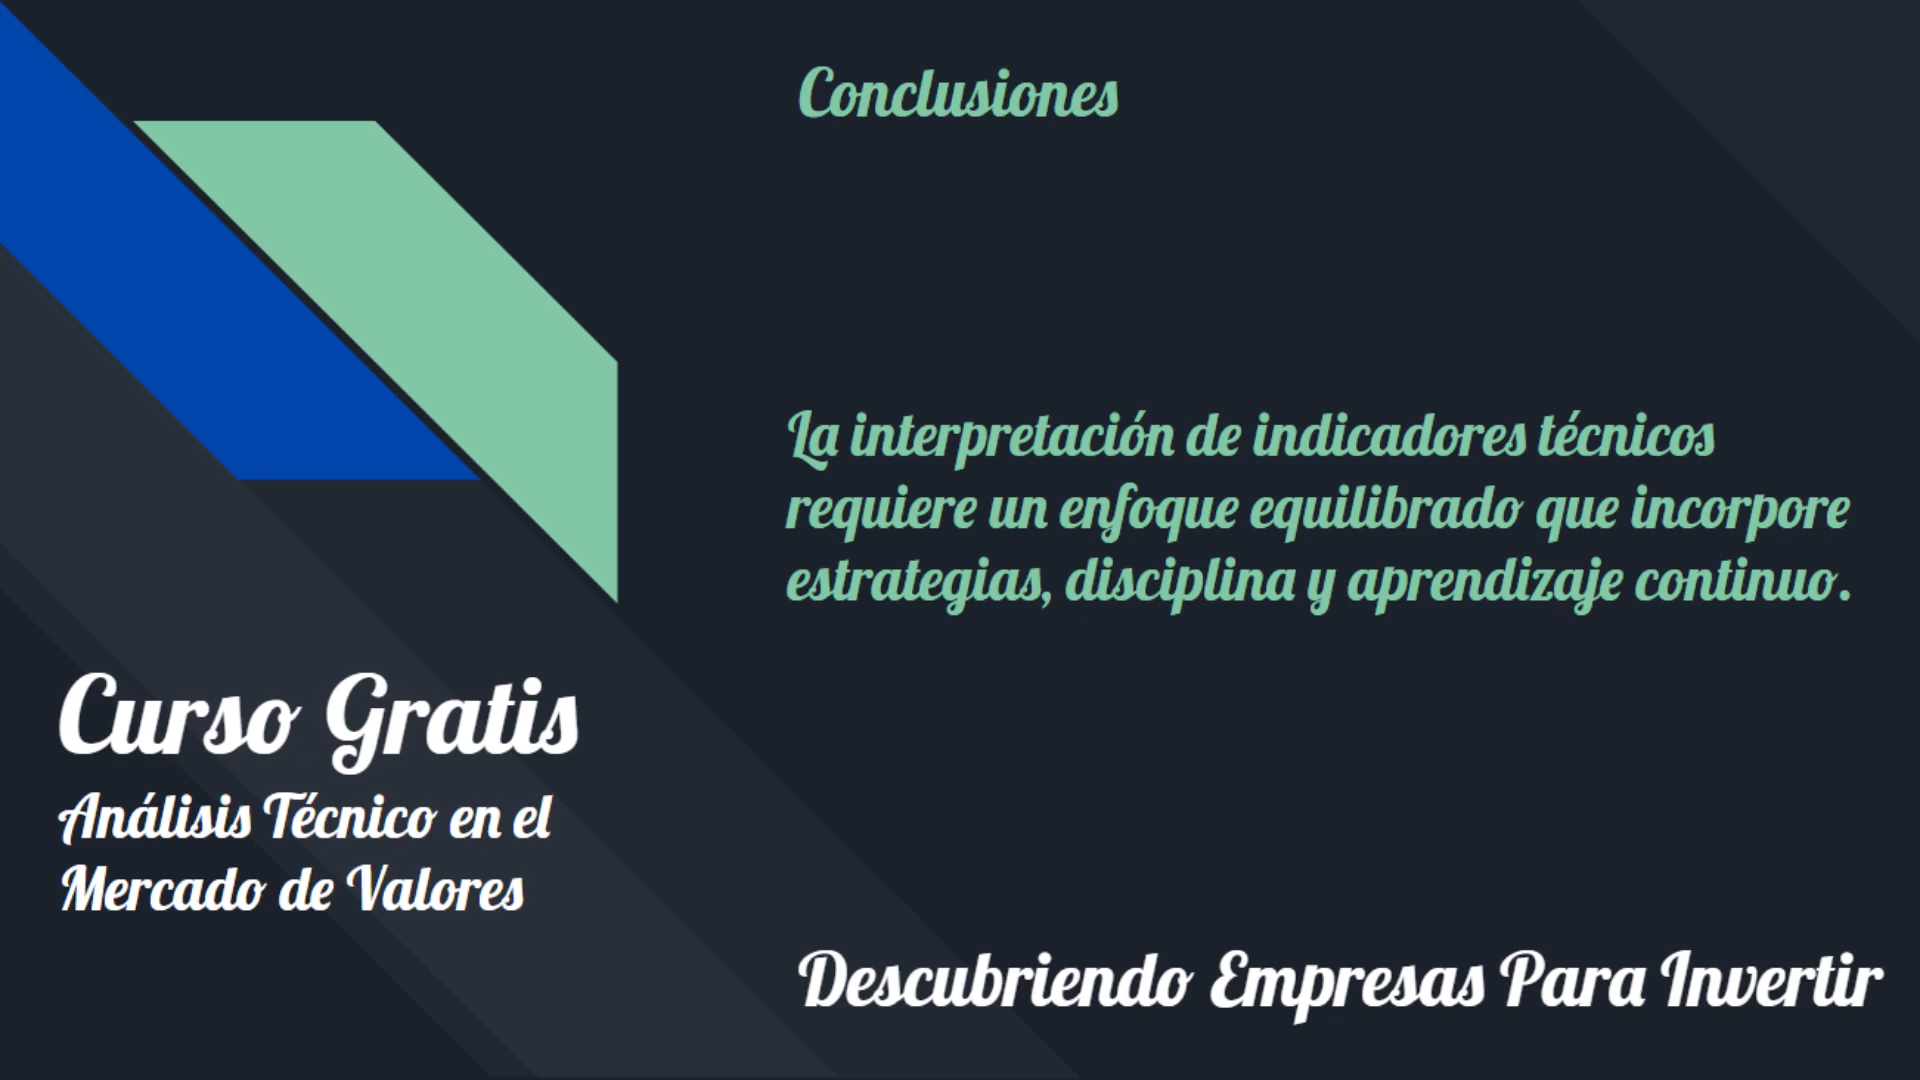 Conclusiones
La interpretación de indicadores técnicos
requiere un enfoque equilibrado que incorpore
estrategias, disciplina y aprendizaje continuo.
Curso Gratis
Análisis Técnico en el
Mercado de Valores
Descubriendo Empresas Para Invertir